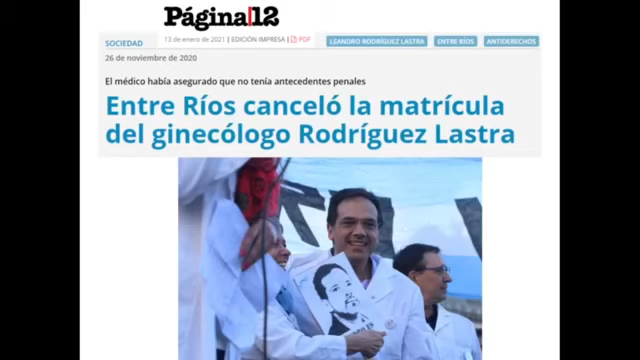 Página|12
SOCIEDAD
13 de enero de 2021 | EDICIÓN IMPRESA | PDF
LEANDRO RODRÍGUEZ LASTRA
ENTRE RÍOS
ANTIDERECHOS
26 de noviembre de 2020
El médico había asegurado que no tenía antecedentes penales
Entre Ríos canceló la matrícula
del ginecólogo Rodríguez Lastra